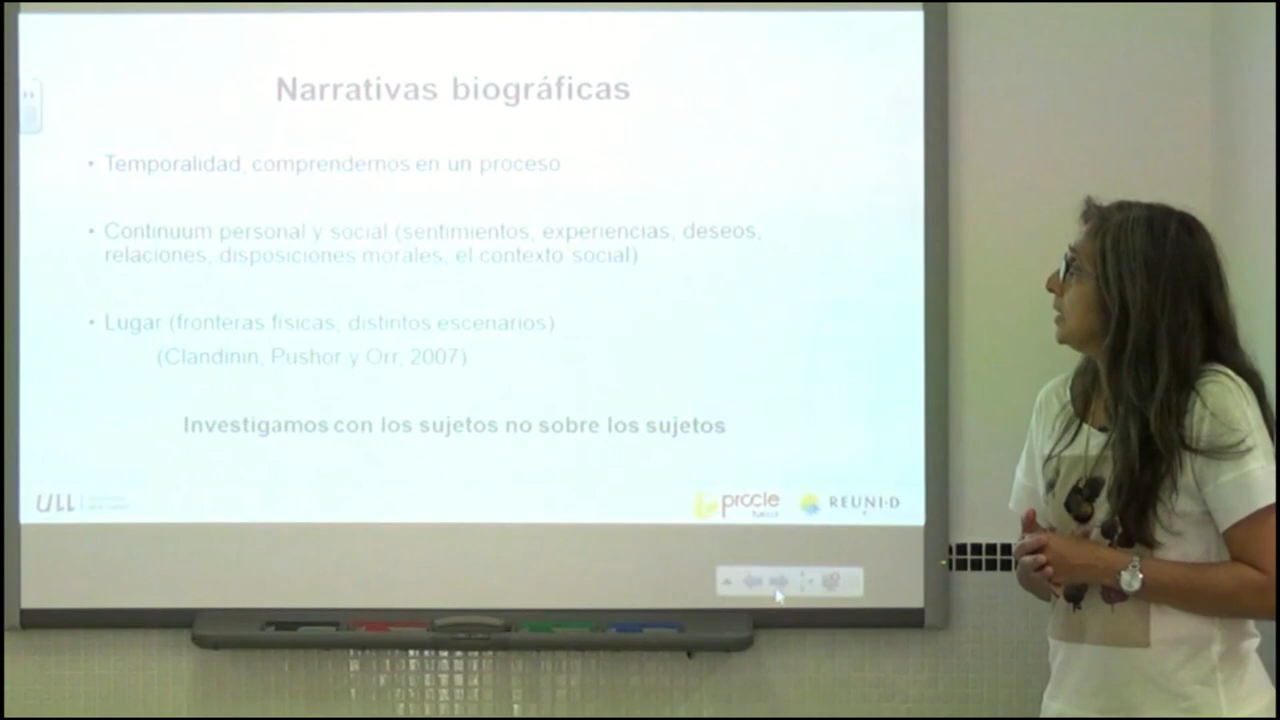 Narrativas biográficas
• Temporalidad, comprendernos en un proceso
• Continuum personal y social (sentimientos, experiencias, deseos,
relaciones, disposiciones morales, el contexto social)
• Lugar (fronteras físicas, distintos escenarios)
(Clandinin, Pushor y Orr, 2007)
Investigamos con los sujetos no sobre los sujetos
ULL
procie
REUNI+D